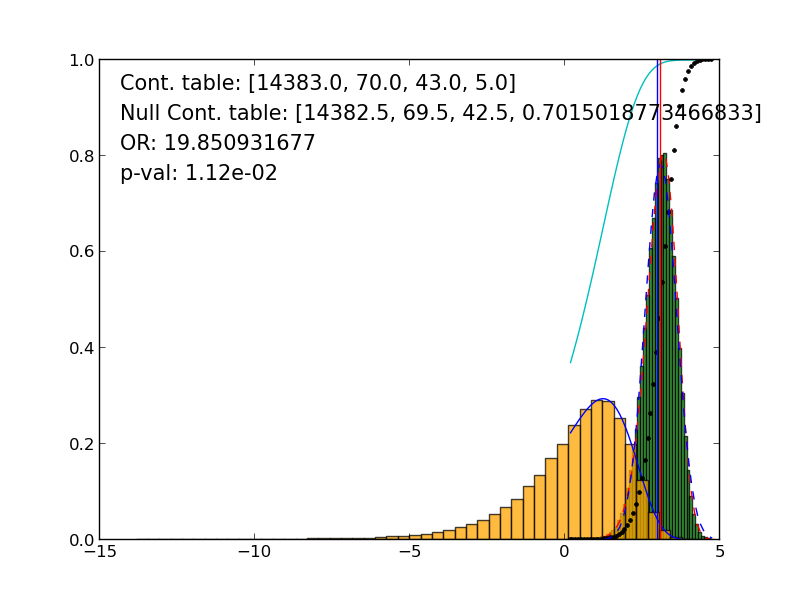 Cont. table: [14383.0, 70.0, 43.0, 5.0]
Null Cont. table: [14382.5, 69.5, 42.5, 0.7015018773466833]
OR: 19.850931677
p-val: 1.12e-02
1.0
0.8
0.6
0.4
0.2
0.0
−15 −10 −5 0 5